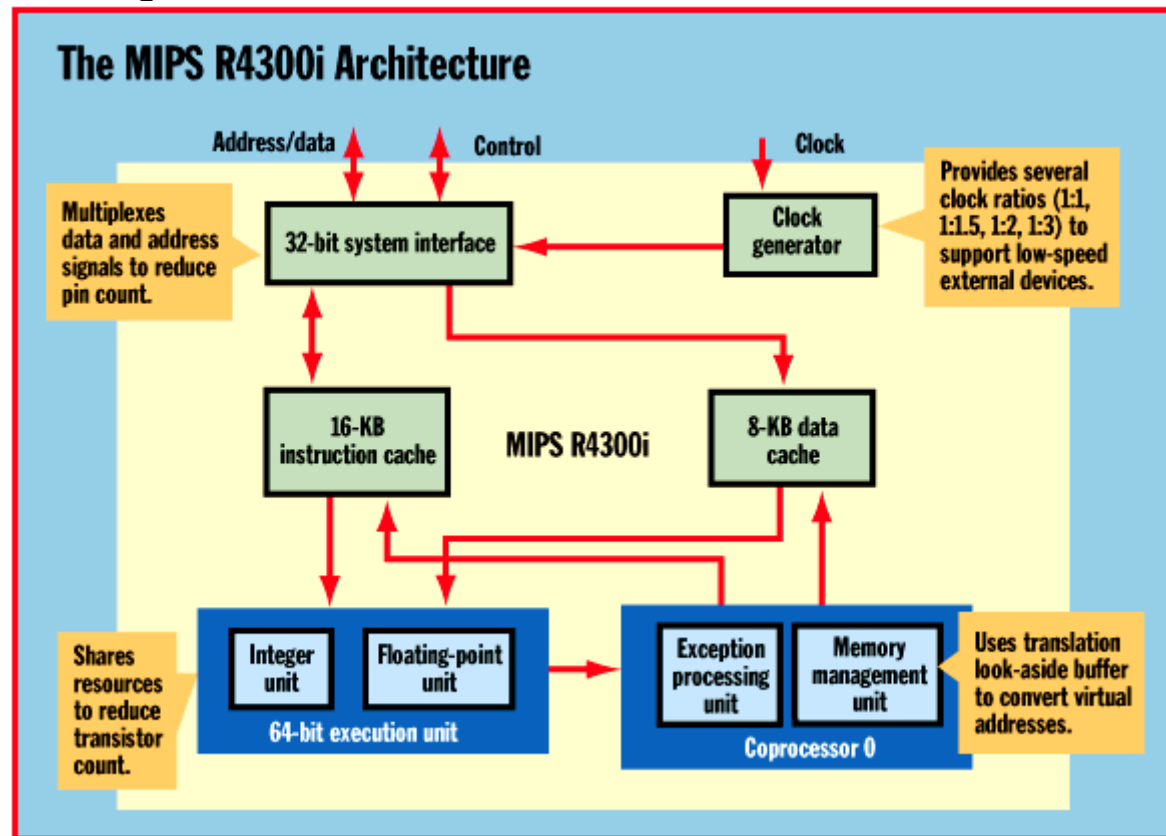 The MIPS R4300i Architecture
Address/data
Control
Clock
Multiplexes
data and address
signals to reduce
pin count.
32-bit system interface
Clock
generator
Provides several
clock ratios (1:1,
1:1.5, 1:2, 1:3) to
support low-speed
external devices.
16-KB
instruction cache
MIPS R4300i
8-KB data
cache
Shares
resources
to reduce
transistor
count.
Integer
unit
Floating-point
unit
64-bit execution unit
Exception
processing
unit
Memory
management
unit
Coprocessor 0
Uses translation
look-aside buffer
to convert virtual
addresses.